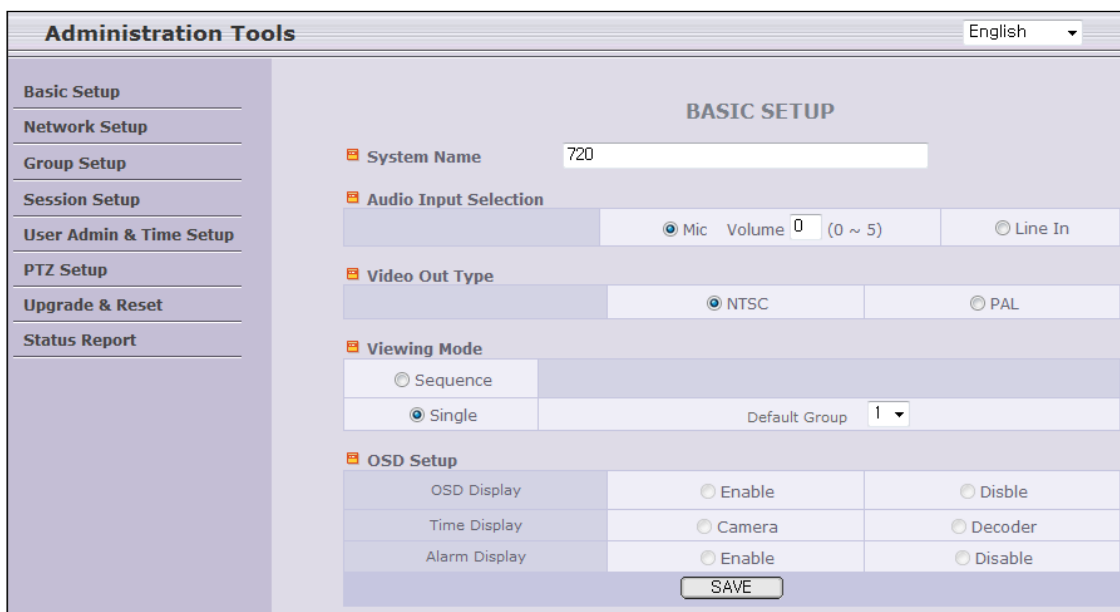 Administration Tools
English
Basic Setup
Network Setup
Group Setup
Session Setup
User Admin & Time Setup
PTZ Setup
Upgrade & Reset
Status Report
BASIC SETUP
System Name 720
Audio Input Selection
Mic Volume 0 (0 ~ 5) Line In
Video Out Type
NTSC PAL
Viewing Mode
Sequence
Single Default Group 1
OSD Setup
OSD Display Enable Disble
Time Display Camera Decoder
Alarm Display Enable Disable
SAVE